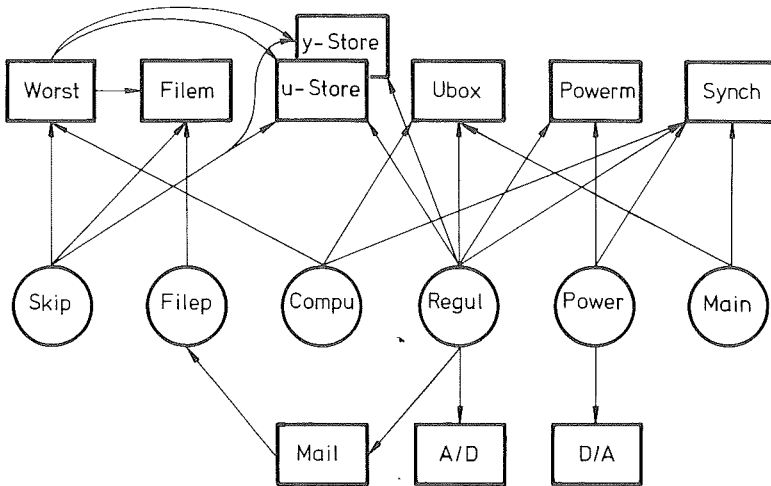 y-Store
Worst
Filem
u-Store
Ubox
Powerm
Synch
Skip
Filep
Compu
Regul
Power
Main
Mail
A/D
D/A